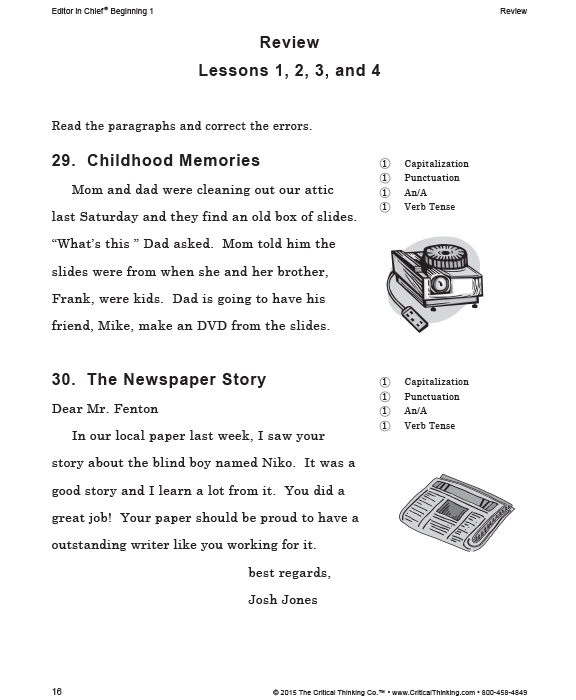 Editor in Chief® Beginning 1
Review
Review
Lessons 1, 2, 3, and 4
Read the paragraphs and correct the errors.
29. Childhood Memories
Mom and dad were cleaning out our attic
last Saturday and they find an old box of slides.
“What’s this ” Dad asked. Mom told him the
slides were from when she and her brother,
Frank, were kids. Dad is going to have his
friend, Mike, make an DVD from the slides.
① Capitalization
① Punctuation
① An/A
① Verb Tense
30. The Newspaper Story
Dear Mr. Fenton
In our local paper last week, I saw your
story about the blind boy named Niko. It was a
good story and I learn a lot from it. You did a
great job! Your paper should be proud to have a
outstanding writer like you working for it.
best regards,
Josh Jones
① Capitalization
① Punctuation
① An/A
① Verb Tense
16
© 2015 The Critical Thinking Co.™ • www.CriticalThinking.com • 800-458-4849